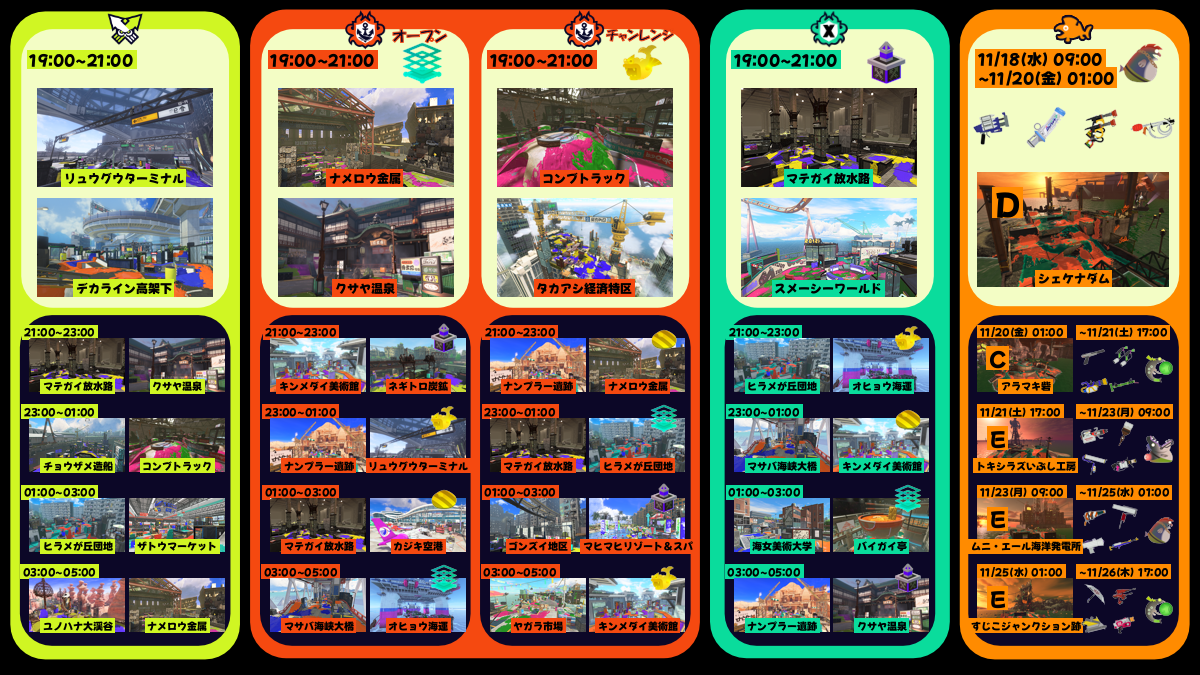 19:00~21:00
リュウグウターミナル
デカライン高架下
21:00~23:00
マテガイ放水路
クサヤ温泉
23:00~01:00
チョウザメ造船
コンブトラック
01:00~03:00
ヒラメが丘団地
ザトウマーケット
03:00~05:00
ユノハナ大渓谷
ナメロウ金属
オープン
19:00~21:00
ナメロウ金属
クサヤ温泉
チャンレンジ
19:00~21:00
コンブトラック
タカアシ経済特区
21:00~23:00
キンメダイ美術館
ネギトロ炭鉱
23:00~01:00
ナンプラー遺跡
リュウグウターミナル
01:00~03:00
マテガイ放水路
カジキ空港
03:00~05:00
マサバ海峡大橋
オヒョウ海運
21:00~23:00
ナンプラー遺跡
ナメロウ金属
23:00~01:00
マテガイ放水路
ヒラメが丘団地
01:00~03:00
ゴンズイ地区
マヒマヒリゾート&スパ
03:00~05:00
ヤガラ市場
キンメダイ美術館
X
19:00~21:00
マテガイ放水路
スメーシーワールド
21:00~23:00
ヒラメが丘団地
オヒョウ海運
23:00~01:00
マサバ海峡大橋
キンメダイ美術館
01:00~03:00
海女美術大学
バイガイ亭
03:00~05:00
ナンプラー遺跡
クサヤ温泉
11/18(水) 09:00
~11/20(金) 01:00
D
シェケナダム
11/20(金) 01:00
~11/21(土) 17:00
C
アラマキ砦
11/21(土) 17:00
~11/23(月) 09:00
E
トキシラズいぶし工房
11/23(月) 09:00
~11/25(水) 01:00
E
ムニ・エール海洋発電所
11/25(水) 01:00
~11/26(木) 17:00
E
すじこジャンクション跡